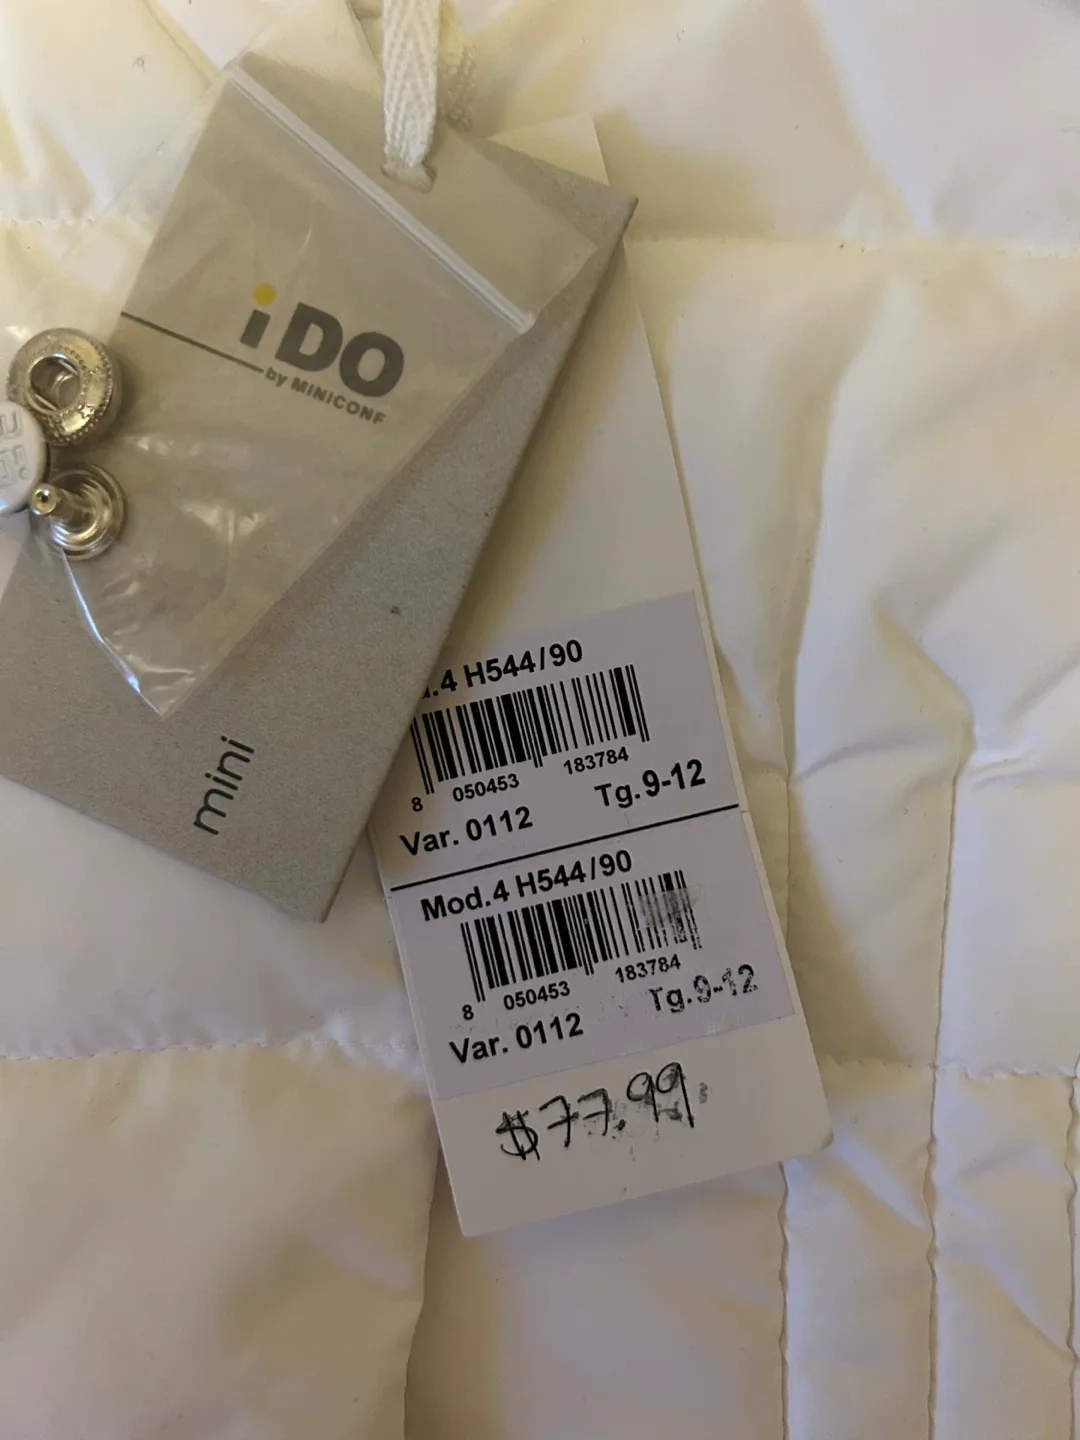 iDO
by MINICONF
mini
.4 H544/90
8 050453 183784
Var. 0112 Tg.9-12
Mod.4 H544/90
8 050453 183784
Var. 0112 Tg.9-12
$77.99